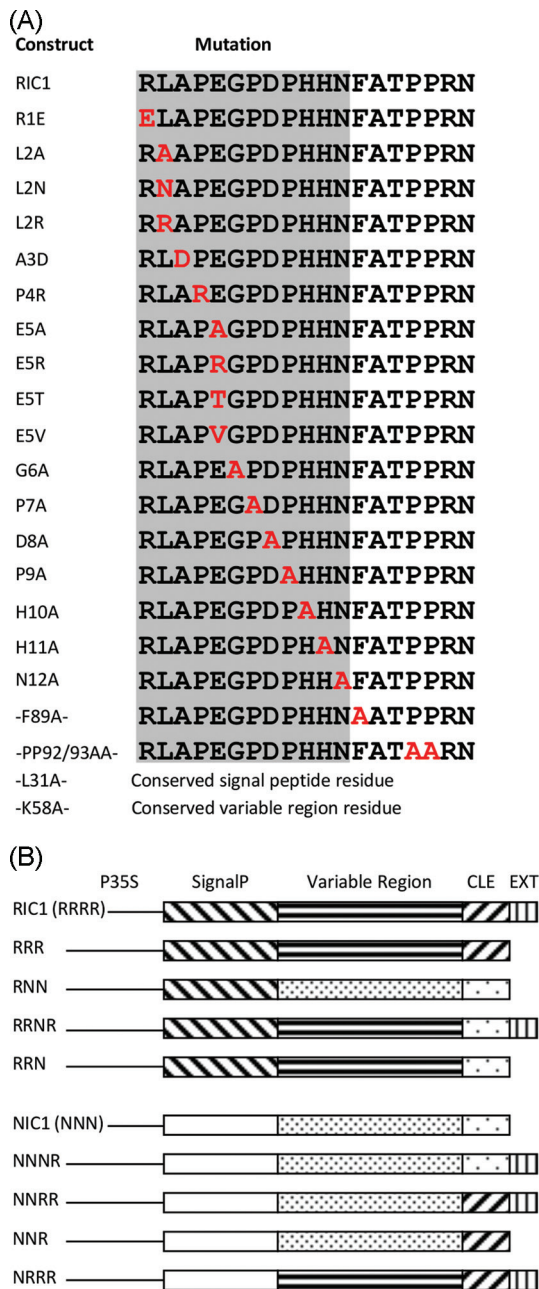 (A)
Construct Mutation
RIC1 RLAPEGPDPHHNFATPPRN
R1E ELAPEGPDPHHNFATPPRN
L2A RAAPEGPDPHHNFATPPRN
L2N RNAPEGPDPHHNFATPPRN
L2R RRAPEGPDPHHNFATPPRN
A3D RLDPEGPDPHHNFATPPRN
P4R RLAREGPDPHHNFATPPRN
E5A RLAPAGPDPHHNFATPPRN
E5R RLAPRGPDPHHNFATPPRN
E5T RLAPTGPDPHHNFATPPRN
E5V RLAPVGPDPHHNFATPPRN
G6A RLAPEAPDPHHNFATPPRN
P7A RLAPEGADPHHNFATPPRN
D8A RLAPEGPAPHHNFATPPRN
P9A RLAPEGPDAHHNFATPPRN
H10A RLAPEGPDPAHNFATPPRN
H11A RLAPEGPDPHANFATPPRN
N12A RLAPEGPDPHHAFATPPRN
-F89A- RLAPEGPDPHHNAATPPRN
-PP92/93AA- RLAPEGPDPHHNFATAARN
-L31A- Conserved signal peptide residue
-K58A- Conserved variable region residue
(B)
P35S SignalP Variable Region CLE EXT
RIC1 (RRRR)
RRR
RNN
RRNR
RRN
NIC1 (NNN)
NNNR
NNRR
NNR
NRRR